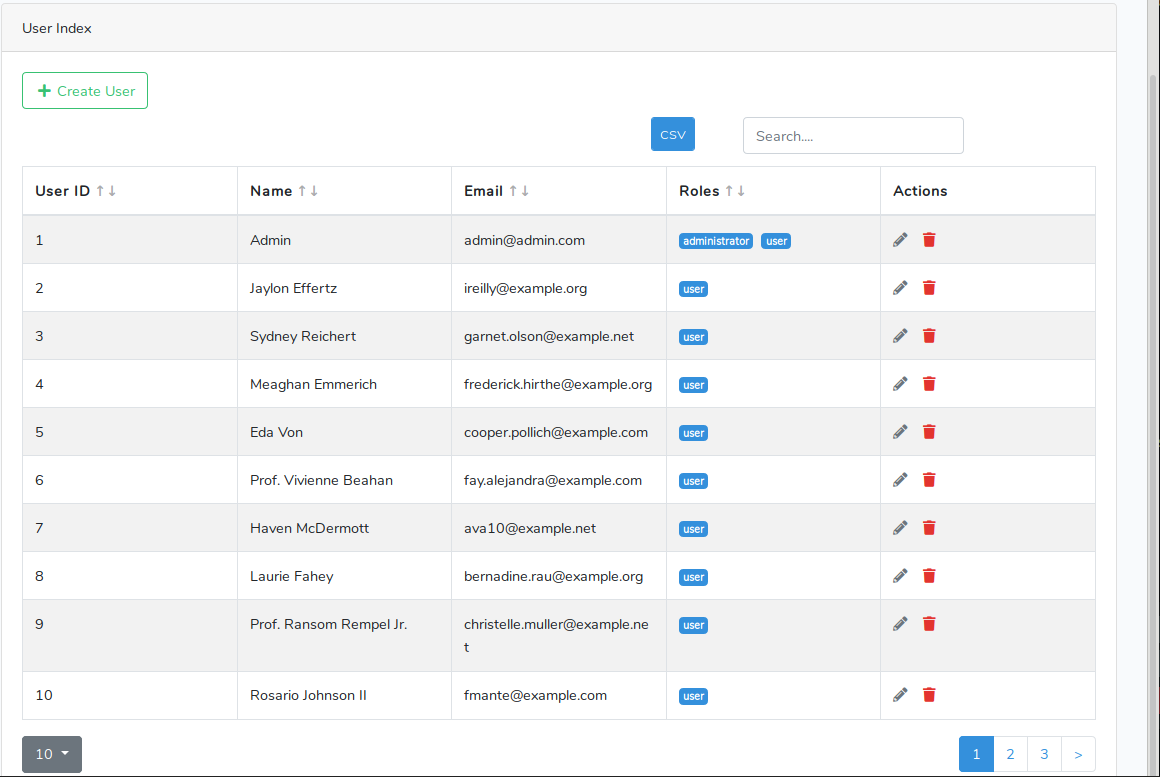 User Index
+ Create User
CSV Search....
User ID ↑↓ Name ↑↓ Email ↑↓ Roles ↑↓ Actions
1 Admin admin@admin.com administrator user
2 Jaylon Effertz ireilly@example.org user
3 Sydney Reichert garnet.olson@example.net user
4 Meaghan Emmerich frederick.hirthe@example.org user
5 Eda Von cooper.pollich@example.com user
6 Prof. Vivienne Beahan fay.alejandra@example.com user
7 Haven McDermott ava10@example.net user
8 Laurie Fahey bernadine.rau@example.org user
9 Prof. Ransom Rempel Jr. christelle.muller@example.ne user
t
10 Rosario Johnson II fmante@example.com user
10 1 2 3 >